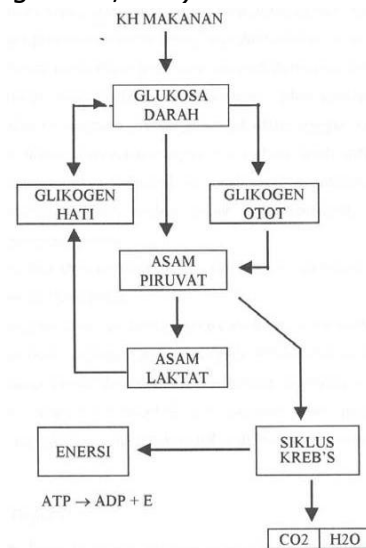 KH MAKANAN
GLUKOSA
DARAH
GLIKOGEN
HATI
GLIKOGEN
OTOT
ASAM
PIRUVAT
ASAM
LAKTAT
ENERSI
SIKLUS
KREB'S
ATP → ADP + E
CO2 H2O